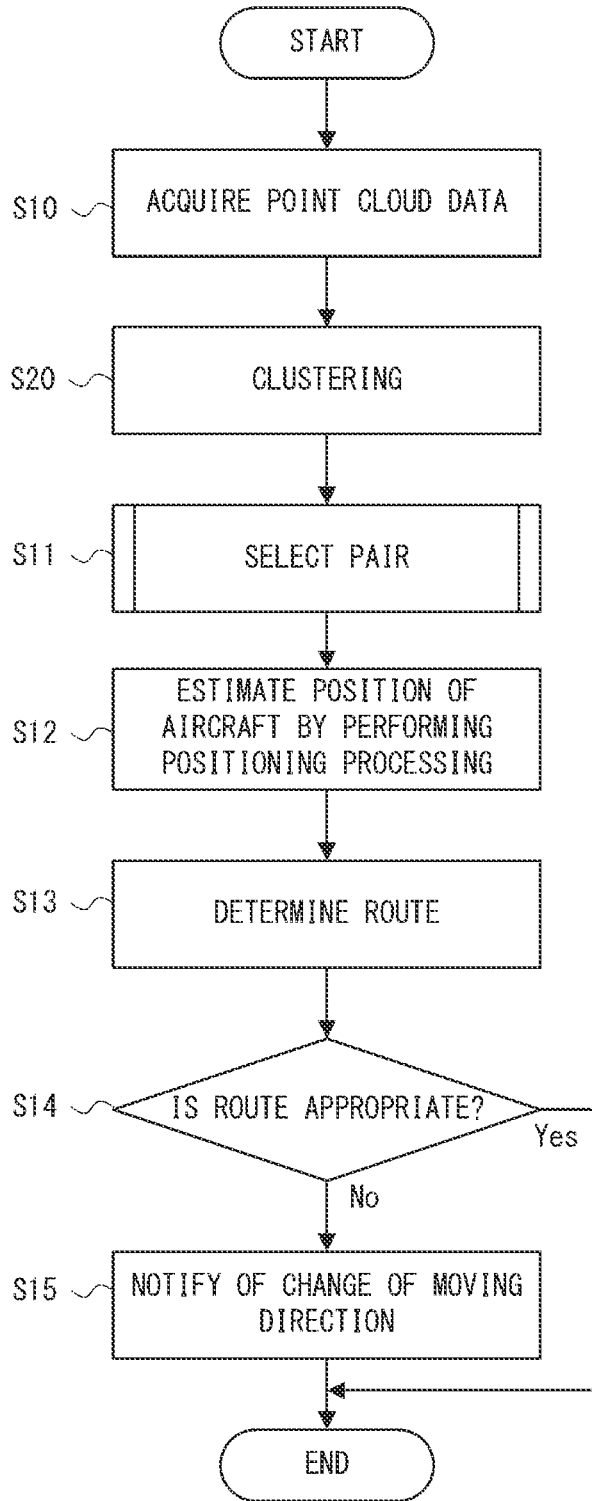 START
S10
ACQUIRE POINT CLOUD DATA
S20
CLUSTERING
S11
SELECT PAIR
S12
ESTIMATE POSITION OF
AIRCRAFT BY PERFORMING
POSITIONING PROCESSING
S13
DETERMINE ROUTE
S14
IS ROUTE APPROPRIATE?
Yes
No
S15
NOTIFY OF CHANGE OF MOVING
DIRECTION
END